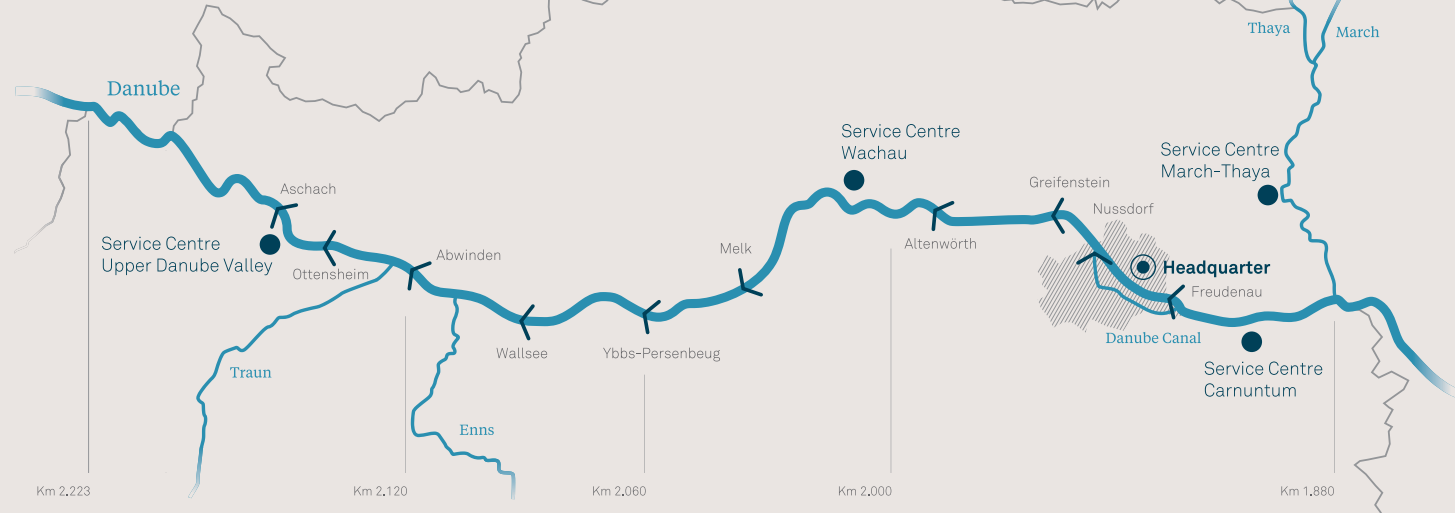 Thaya
March
Danube
Service Centre
Wachau
Service Centre
March-Thaya
Aschach
Greifenstein
Nussdorf
Service Centre
Upper Danube Valley
Ottensheim
Abwinden
Melk
Altenwörth
Headquarter
Freudenau
Wallsee
Ybbs-Persenbeug
Danube Canal
Traun
Service Centre
Carnuntum
Enns
Km 2.223
Km 2.120
Km 2.060
Km 2.000
Km 1.880